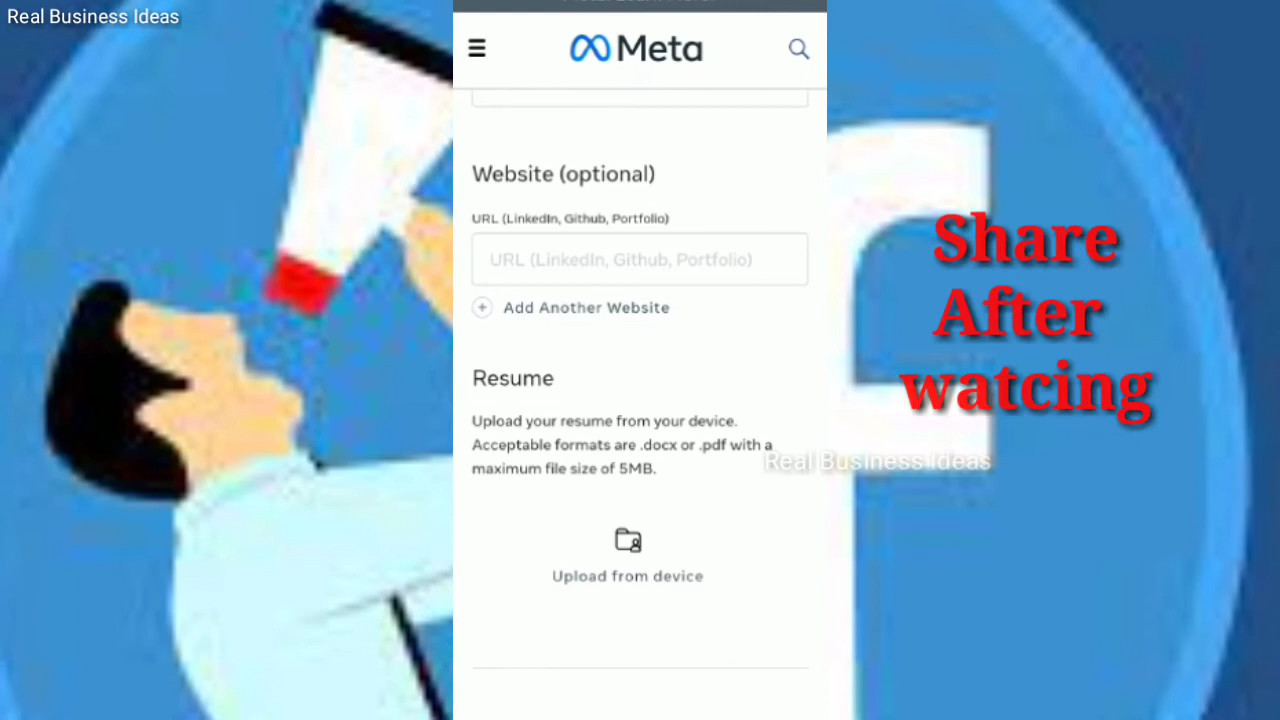 Real Business Ideas
Meta
Website (optional)
URL (LinkedIn, Github, Portfolio)
URL (LinkedIn, Github, Portfolio)
+ Add Another Website
Resume
Upload your resume from your device.
Acceptable formats are .docx or .pdf with a
maximum file size of 5MB.
Upload from device
Share
After
watcing
Real Business Ideas